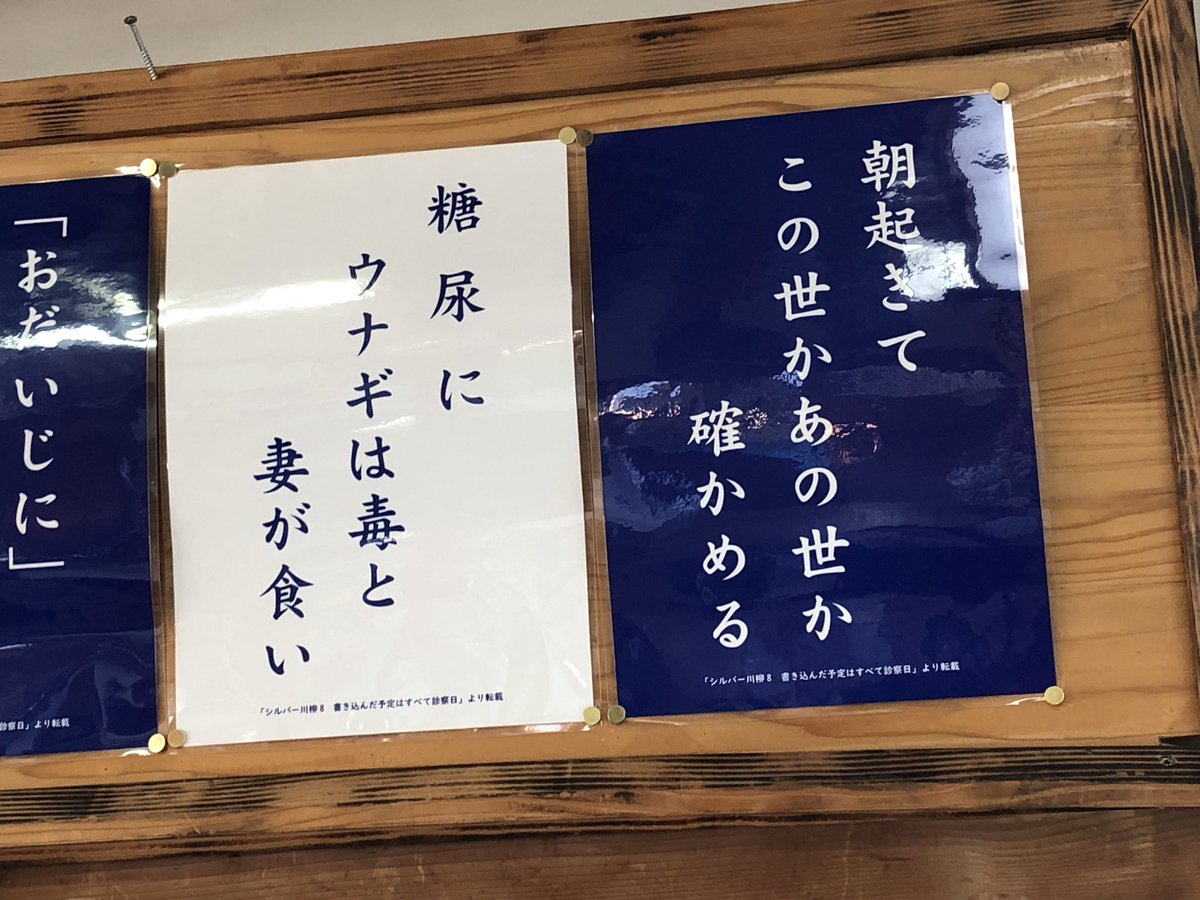 朝起きて
この世かあの世か
確かめる
「シルバー川柳8 書き込んだ予定はすべて診察日」より転載
糖尿に
ウナギは毒と
妻が食い
「シルバー川柳8 書き込んだ予定はすべて診察日」より転載
「おだいじに」
診察日」より転載